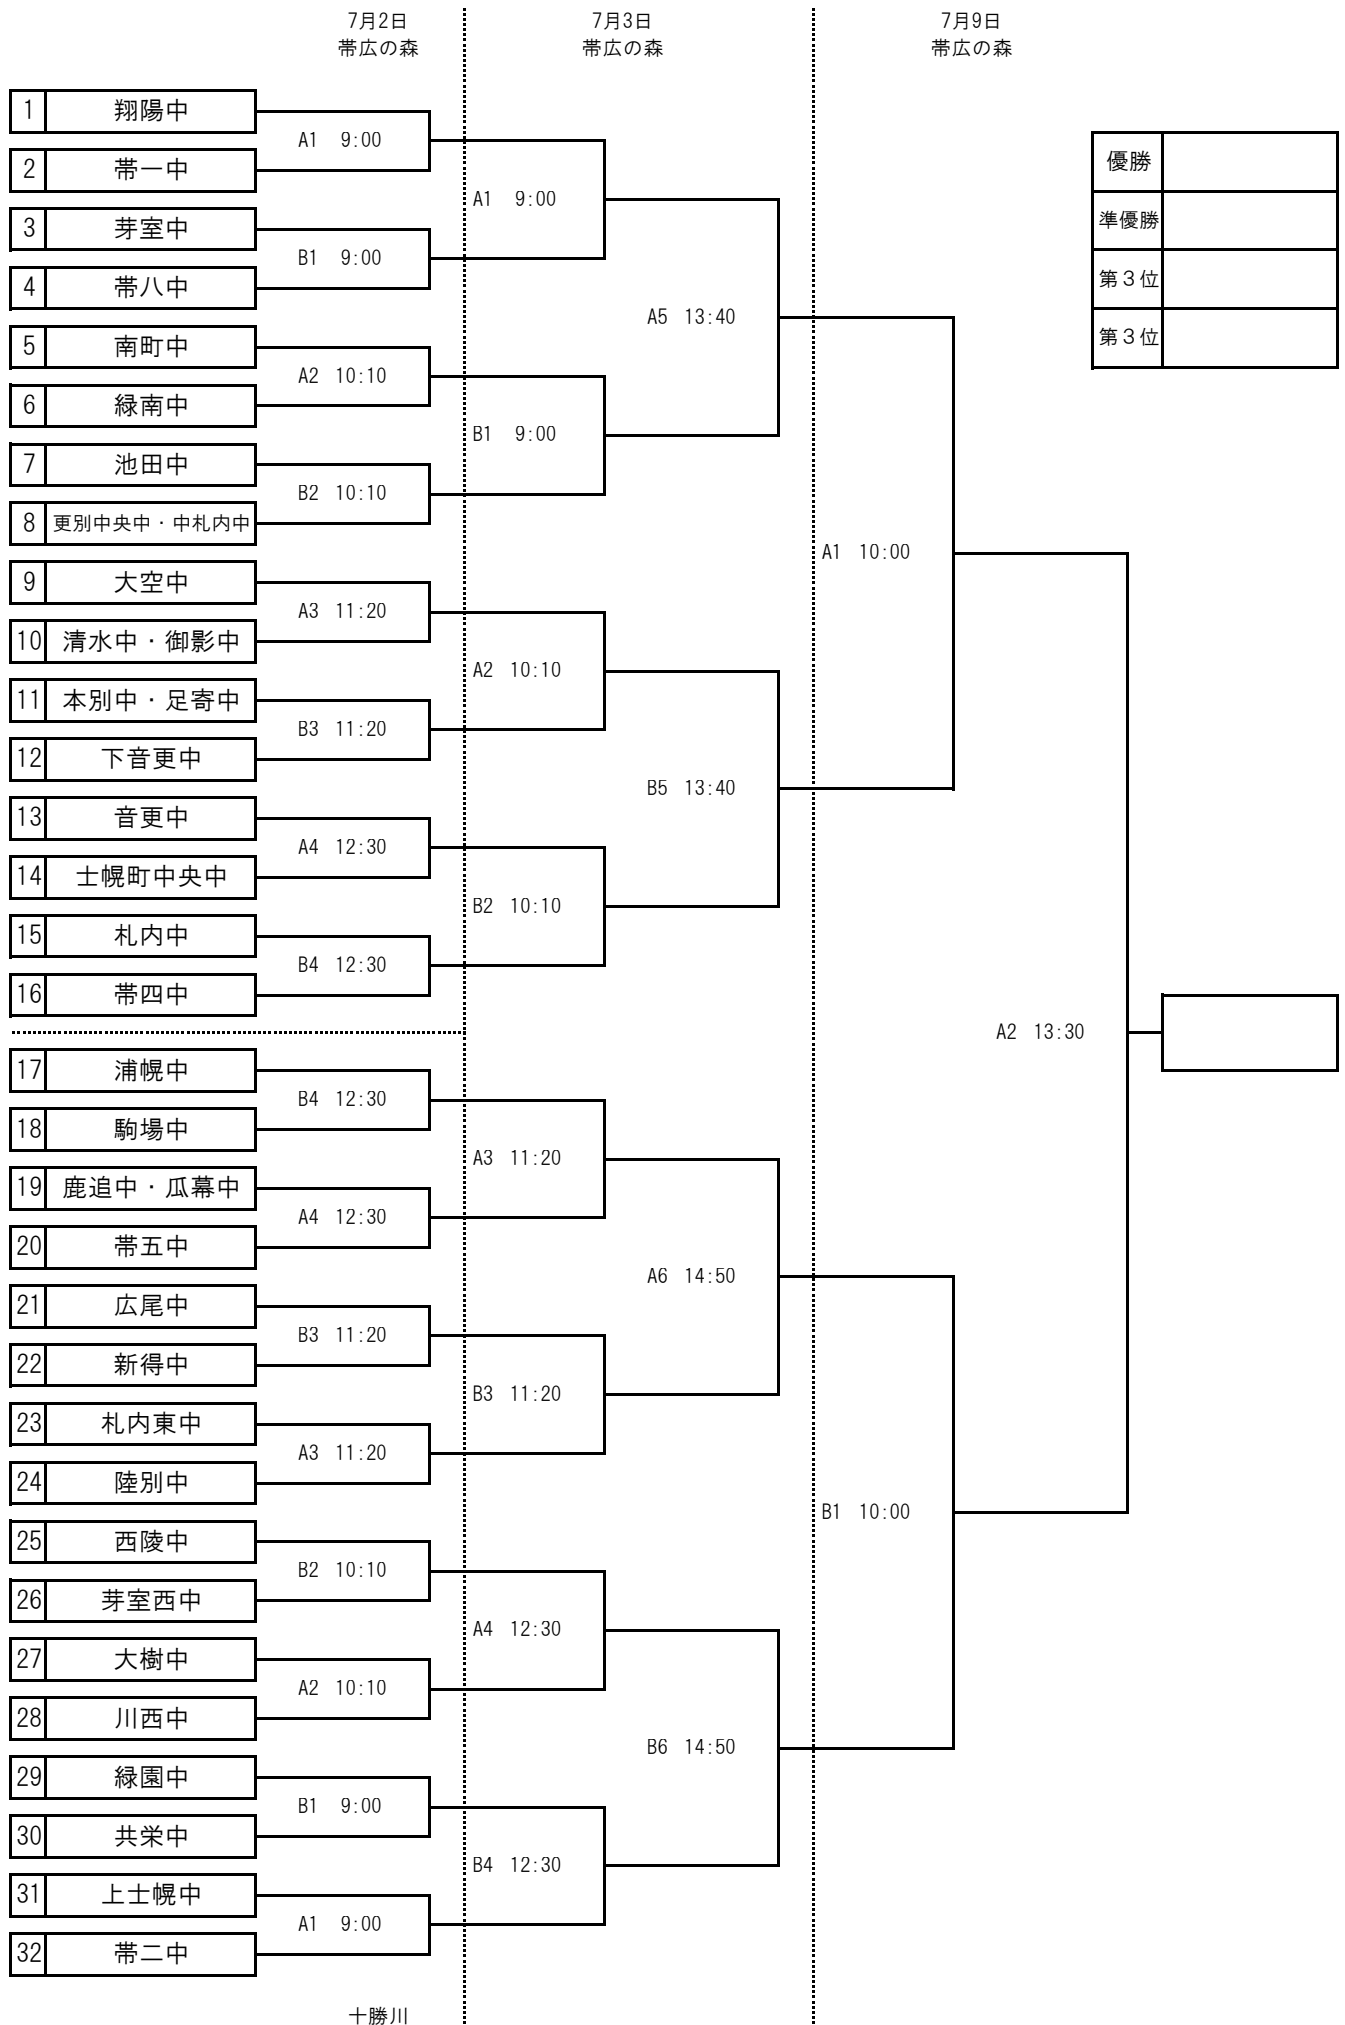 7月2日 7月3日 7月9日
帯広の森 帯広の森 帯広の森
1 翔陽中
A1 9:00
2 帯一中
優勝
A1 9:00
準優勝
3 芽室中
B1 9:00
4 帯八中
第3位
A5 13:40
5 南町中
第3位
A2 10:10
6 緑南中
B1 9:00
7 池田中
B2 10:10
8 更別中央中・中札内中
A1 10:00
9 大空中
A3 11:20
10 清水中・御影中
A2 10:10
11 本別中・足寄中
B3 11:20
12 下音更中
B5 13:40
13 音更中
A4 12:30
14 士幌町中央中
B2 10:10
15 札内中
B4 12:30
16 帯四中
A2 13:30
17 浦幌中
B4 12:30
18 駒場中
A3 11:20
19 鹿追中・瓜幕中
A4 12:30
20 帯五中
A6 14:50
21 広尾中
B3 11:20
22 新得中
B3 11:20
23 札内東中
A3 11:20
24 陸別中
B1 10:00
25 西陵中
B2 10:10
26 芽室西中
A4 12:30
27 大樹中
A2 10:10
28 川西中
B6 14:50
29 緑園中
B1 9:00
30 共栄中
B4 12:30
31 上士幌中
A1 9:00
32 帯二中
十勝川